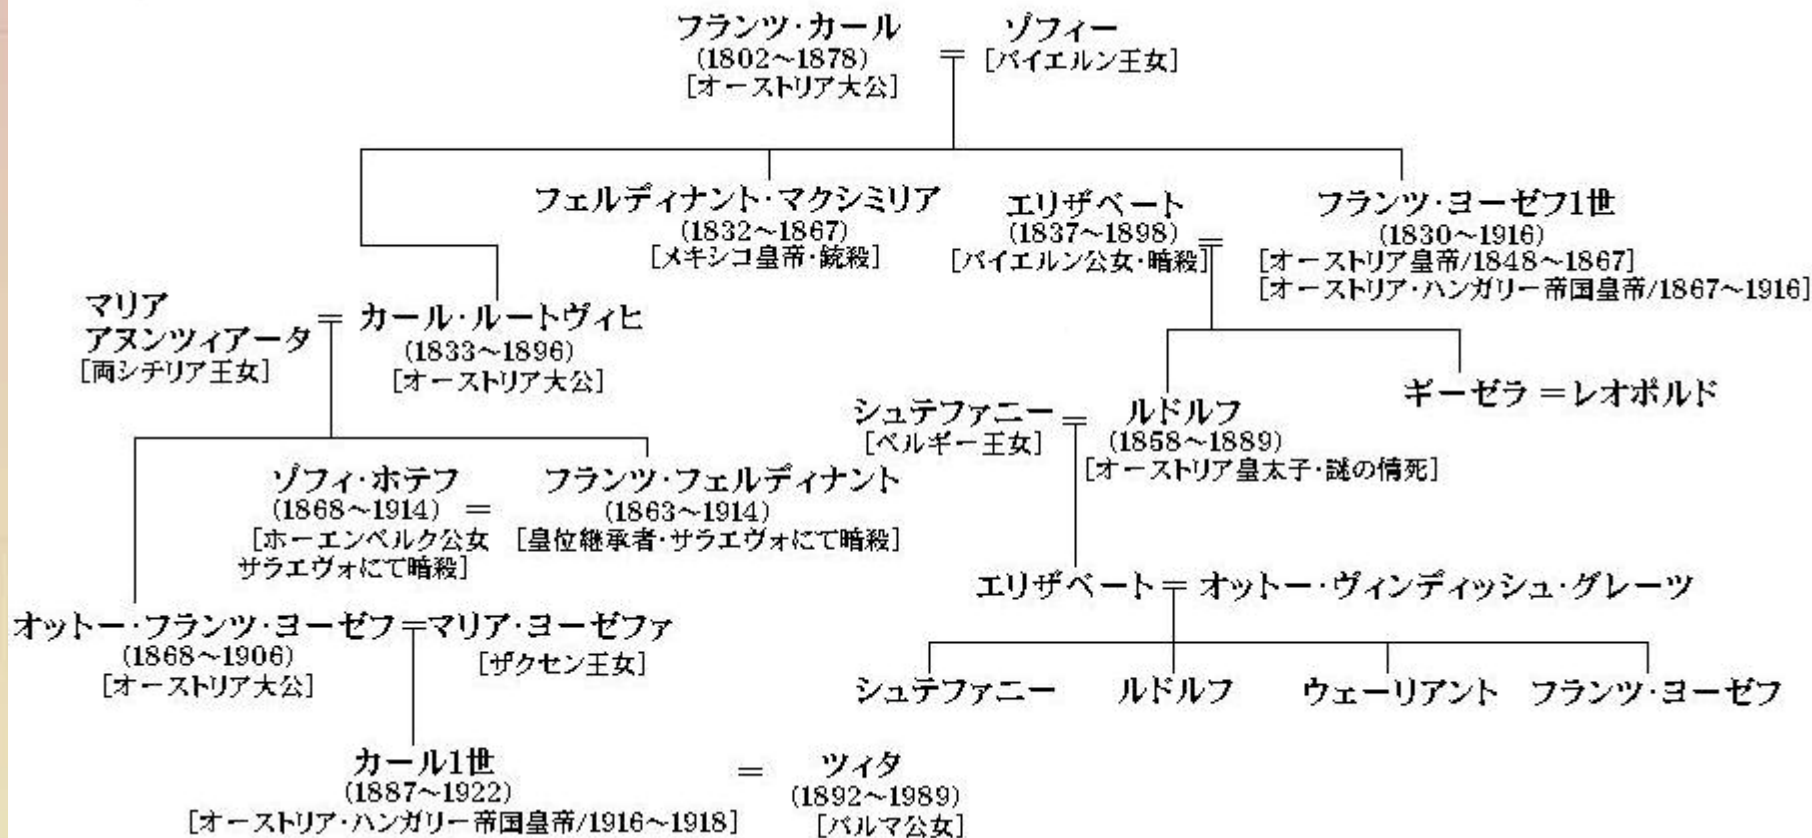 フランツ・カール
(1802～1878)
[オーストリア大公]
＝
ゾフィー
[バイエルン王女]
フェルディナント・マクシミリア
(1832～1867)
[メキシコ皇帝・銃殺]
エリザベート
(1837～1898)
[バイエルン公女・暗殺]
＝
フランツ・ヨーゼフ1世
(1830～1916)
[オーストリア皇帝/1848～1867]
[オーストリア・ハンガリー帝国皇帝/1867～1916]
マリア
アヌンツィアータ
[両シチリア王女]
＝
カール・ルートヴィヒ
(1833～1896)
[オーストリア大公]
ギーゼラ＝レオポルド
シュテファニー
[ベルギー王女]
＝
ルドルフ
(1858～1889)
[オーストリア皇太子・謎の情死]
ゾフィ・ホテフ
(1868～1914)
[ホーエンベルク公女
サラエヴォにて暗殺]
＝
フランツ・フェルディナント
(1863～1914)
[皇位継承者・サラエヴォにて暗殺]
エリザベート＝オットー・ヴィンディッシュ・グレーツ
オットー・フランツ・ヨーゼフ＝マリア・ヨーゼファ
(1868～1906)
[オーストリア大公]
[ザクセン王女]
シュテファニー
ルドルフ
ウェーリアント
フランツ・ヨーゼフ
カール1世
(1887～1922)
[オーストリア・ハンガリー帝国皇帝/1916～1918]
＝
ツィタ
(1892～1989)
[パルマ公女]